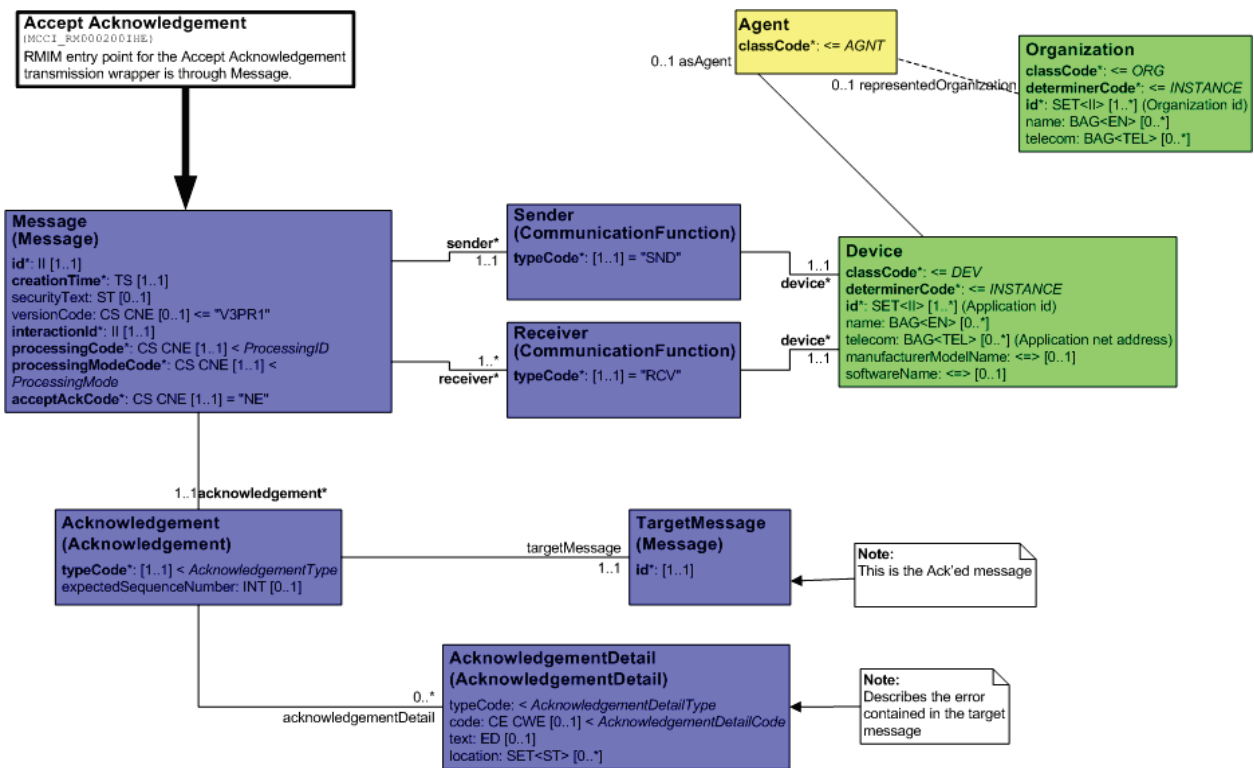 Accept Acknowledgement
(MCCI_RM000200IHE)
RMIM entry point for the Accept Acknowledgement
transmission wrapper is through Message.
Agent
classCode*: <= AGNT
0..1 asAgent
0..1 representedOrganization
Organization
classCode*: <= ORG
determinerCode*: <= INSTANCE
id*: SET<II> [1..*] (Organization id)
name: BAG<EN> [0..*]
telecom: BAG<TEL> [0..*]
Message
(Message)
id*: II [1..1]
creationTime*: TS [1..1]
securityText: ST [0..1]
versionCode: CS CNE [0..1] <= "V3PR1"
interactionId*: II [1..1]
processingCode*: CS CNE [1..1] < ProcessingID
processingModeCode*: CS CNE [1..1] <
ProcessingMode
acceptAckCode*: CS CNE [1..1] = "NE"
sender*
1..1
Sender
(CommunicationFunction)
typeCode*: [1..1] = "SND"
1..1
device*
1..*
receiver*
Receiver
(CommunicationFunction)
typeCode*: [1..1] = "RCV"
device*
1..1
Device
classCode*: <= DEV
determinerCode*: <= INSTANCE
id*: SET<II> [1..*] (Application id)
name: BAG<EN> [0..*]
telecom: BAG<TEL> [0..*] (Application net address)
manufacturerModelName: <=> [0..1]
softwareName: <=> [0..1]
1..1 acknowledgement*
Acknowledgement
(Acknowledgement)
typeCode*: [1..1] < AcknowledgementType
expectedSequenceNumber: INT [0..1]
targetMessage
1..1
TargetMessage
(Message)
id*: [1..1]
Note:
This is the Ack'ed message
0..*
acknowledgementDetail
AcknowledgementDetail
(AcknowledgementDetail)
typeCode: < AcknowledgementDetailType
code: CE CWE [0..1] < AcknowledgementDetailCode
text: ED [0..1]
location: SET<ST> [0..*]
Note:
Describes the error
contained in the target
message